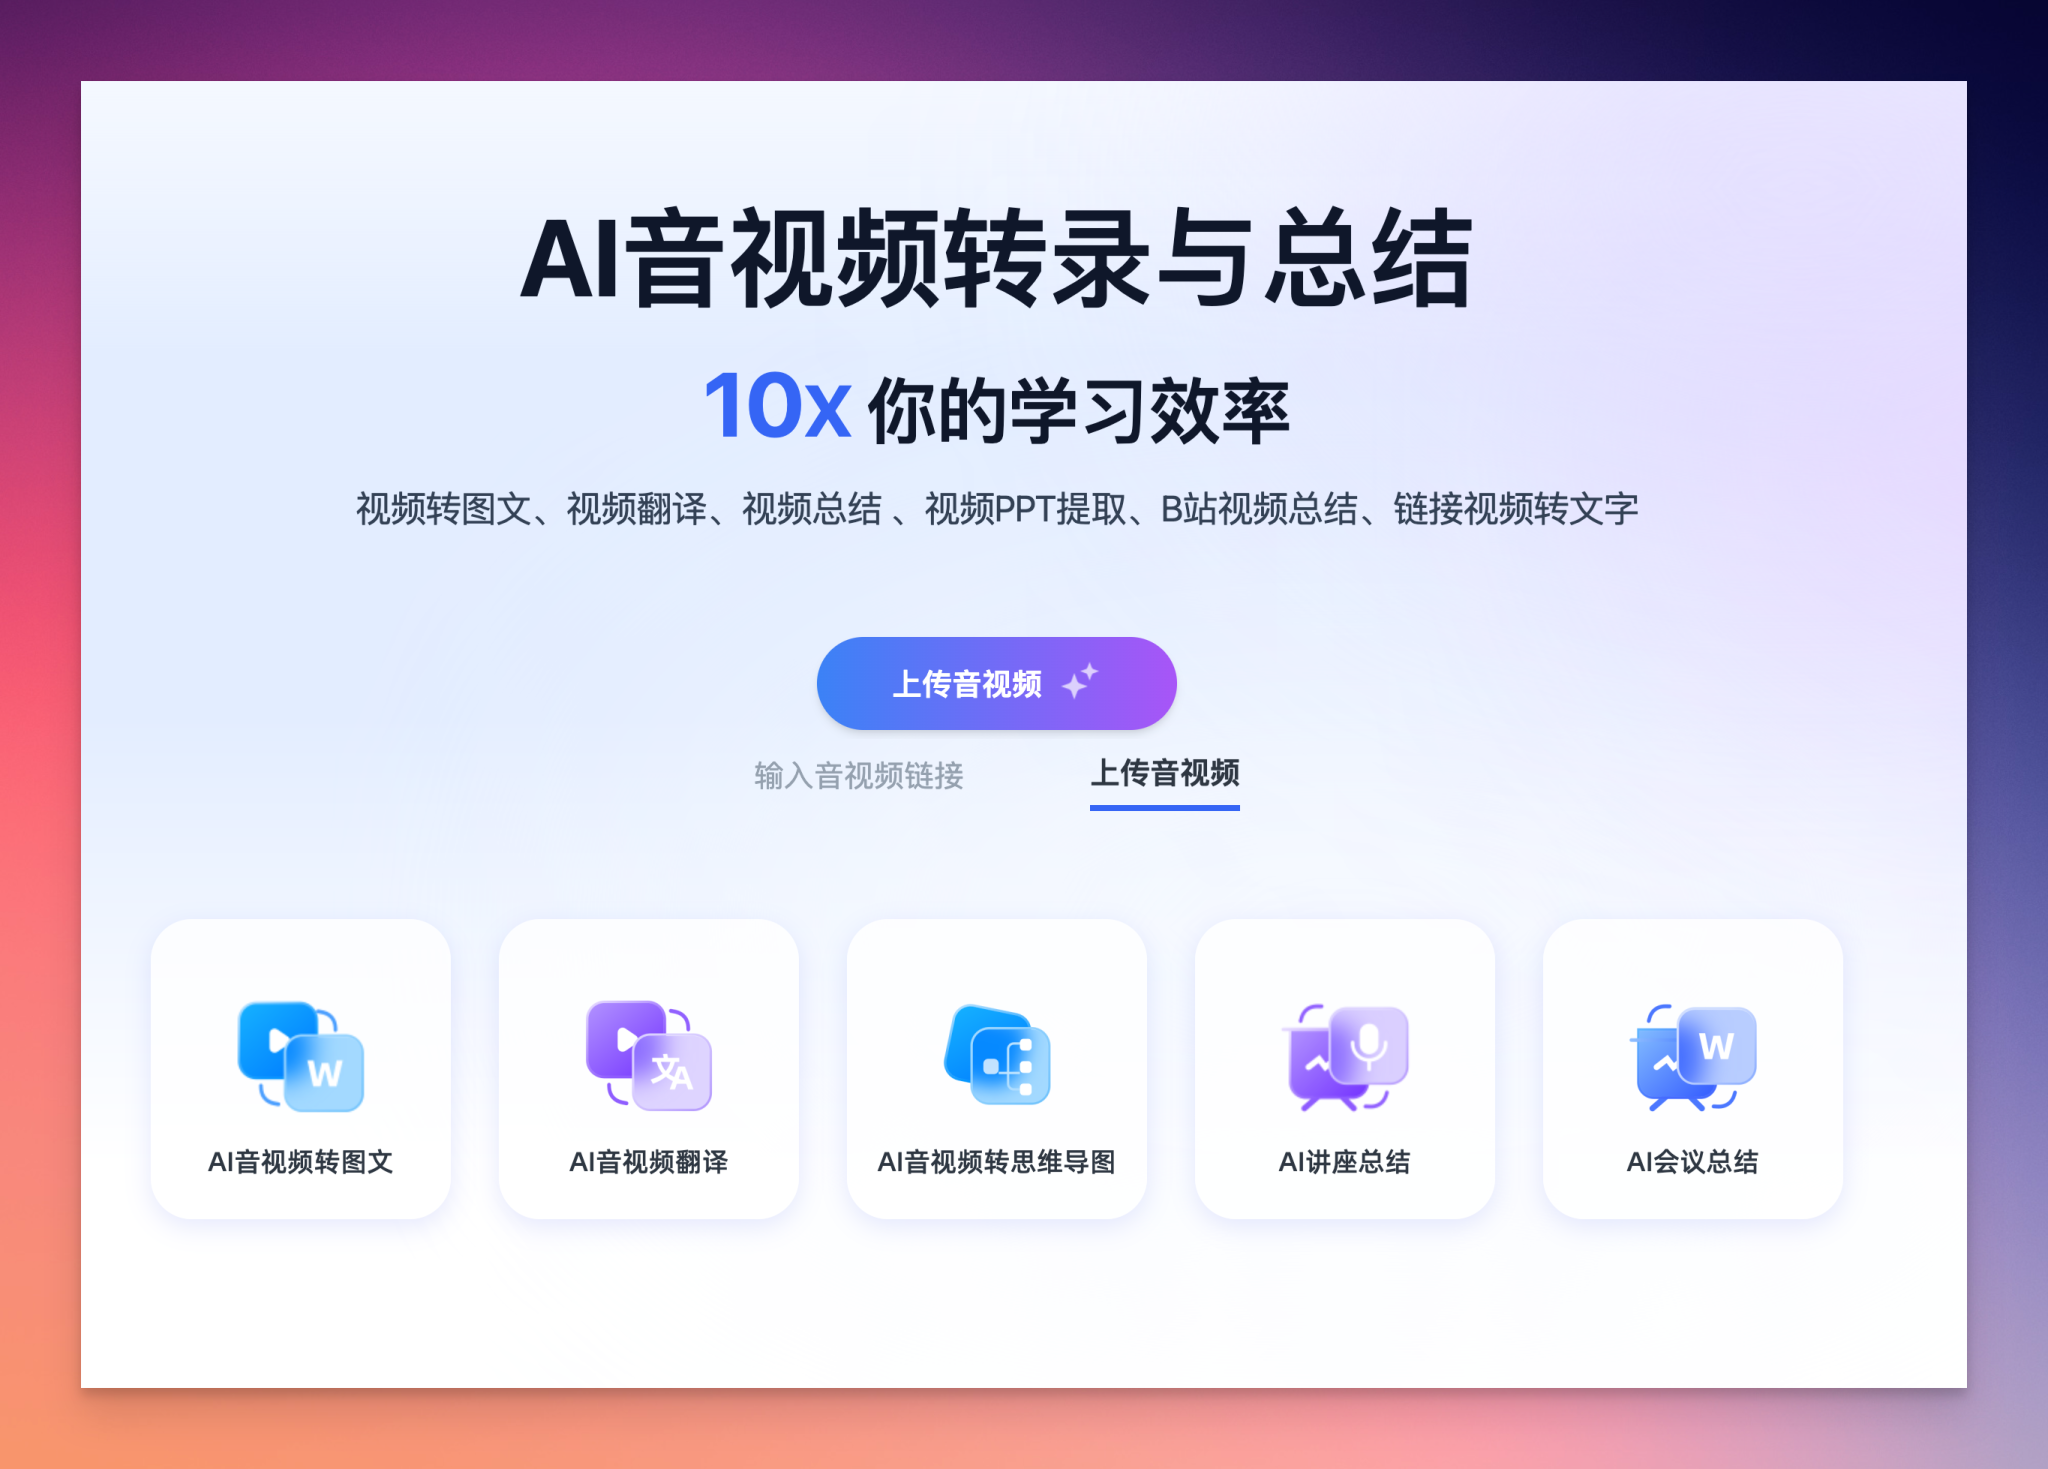 AI音视频转录与总结
10x 你的学习效率
视频转图文、视频翻译、视频总结 、视频PPT提取、B站视频总结、链接视频转文字
上传音视频
输入音视频链接 上传音视频
W
文A
W
AI音视频转图文 AI音视频翻译 AI音视频转思维导图 AI讲座总结 AI会议总结